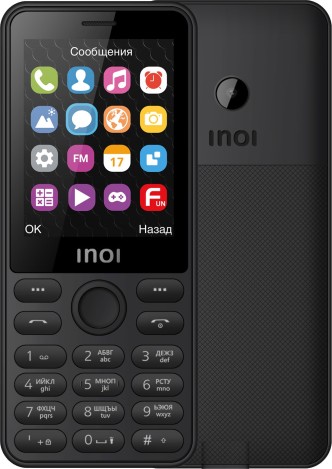 Сообщения
FM
17
F
UN
OK
Назад
INOI
INOI
1
2 АБВГ abc
3 ДЕЖЗ def
4 ИЙКЛ ghi
5 МНОП jkl
6 РСТУ mno
7 ФХЦЧ pqrs
8 ШЩЪЫ tuv
9 ЬЭЮЯ wxyz
* +
0
#